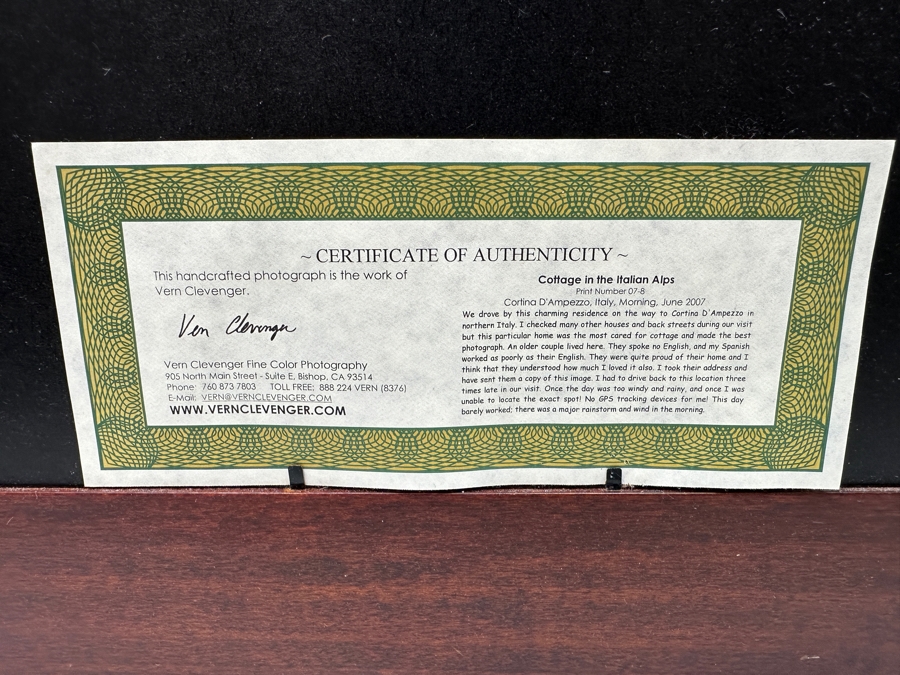 ~ CERTIFICATE OF AUTHENTICITY ~
This handcrafted photograph is the work of
Vern Clevenger.
Vern Clevenger
Vern Clevenger Fine Color Photography
905 North Main Street - Suite E, Bishop, CA 93514
Phone: 760 873 7803 TOLL FREE: 888 224 VERN (8376)
E-Mail: VERN@VERNCLEVENGER.COM
WWW.VERNCLEVENGER.COM
Cottage in the Italian Alps
Print Number 07-8
Cortina D'Ampezzo, Italy, Morning, June 2007
We drove by this charming residence on the way to Cortina D'Ampezzo in
northern Italy. I checked many other houses and back streets during our visit
but this particular home was the most cared for cottage and made the best
photograph. An older couple lived here. They spoke no English, and my Spanish
worked as poorly as their English. They were quite proud of their home and I
think that they understood how much I loved it also. I took their address and
have sent them a copy of this image. I had to drive back to this location three
times late in our visit. Once the day was too windy and rainy, and once I was
unable to locate the exact spot! No GPS tracking devices for me! This day
barely worked; there was a major rainstorm and wind in the morning.